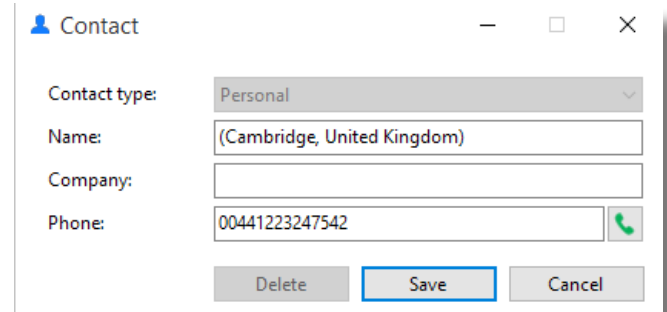 Contact
Contact type: Personal
Name: (Cambridge, United Kingdom)
Company:
Phone: 00441223247542
Delete Save Cancel